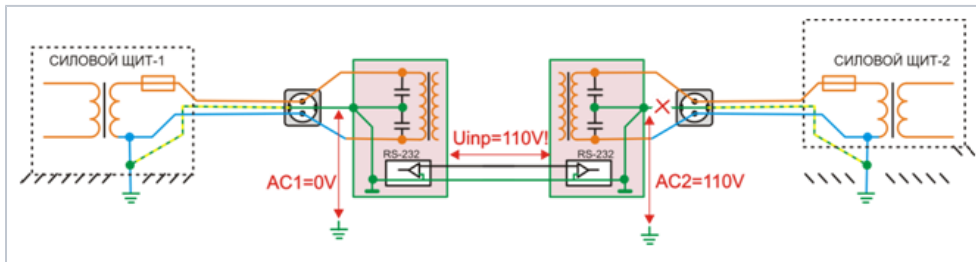 СИЛОВОЙ ЩИТ-1
СИЛОВОЙ ЩИТ-2
Uinp=110V!
RS-232
RS-232
AC1=0V
AC2=110V